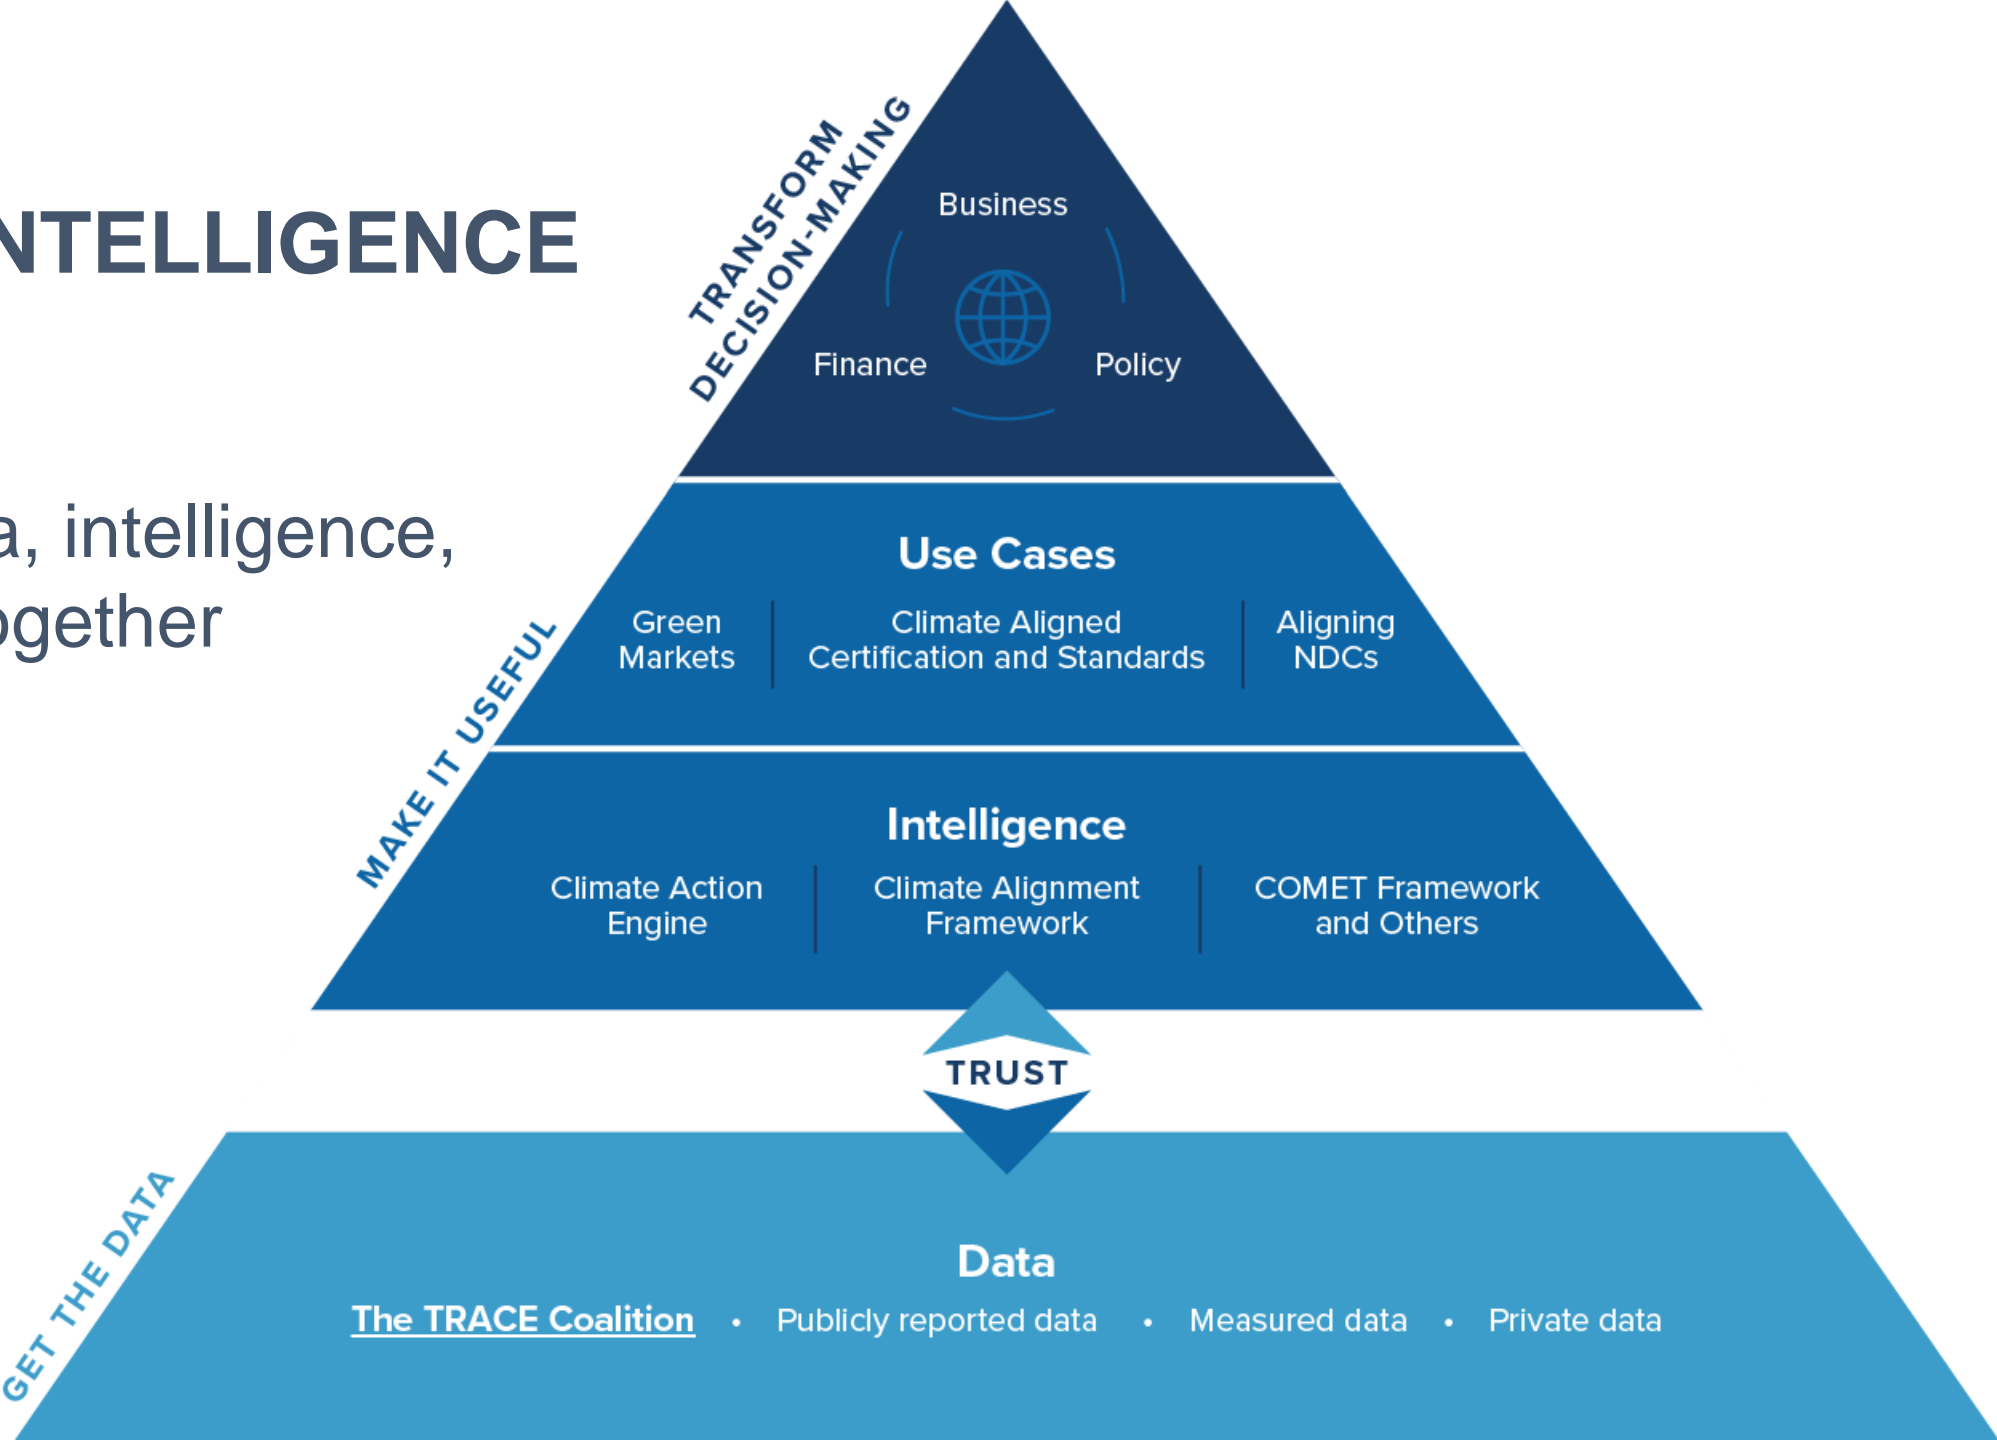 NTELLIGENCE
a, intelligence,
ogether
TRANSFORM
DECISION-MAKING
Business
Finance
Policy
MAKE IT USEFUL
Use Cases
Green
Markets
Climate Aligned
Certification and Standards
Aligning
NDCs
Intelligence
Climate Action
Engine
Climate Alignment
Framework
COMET Framework
and Others
TRUST
GET THE DATA
Data
The TRACE Coalition • Publicly reported data • Measured data • Private data